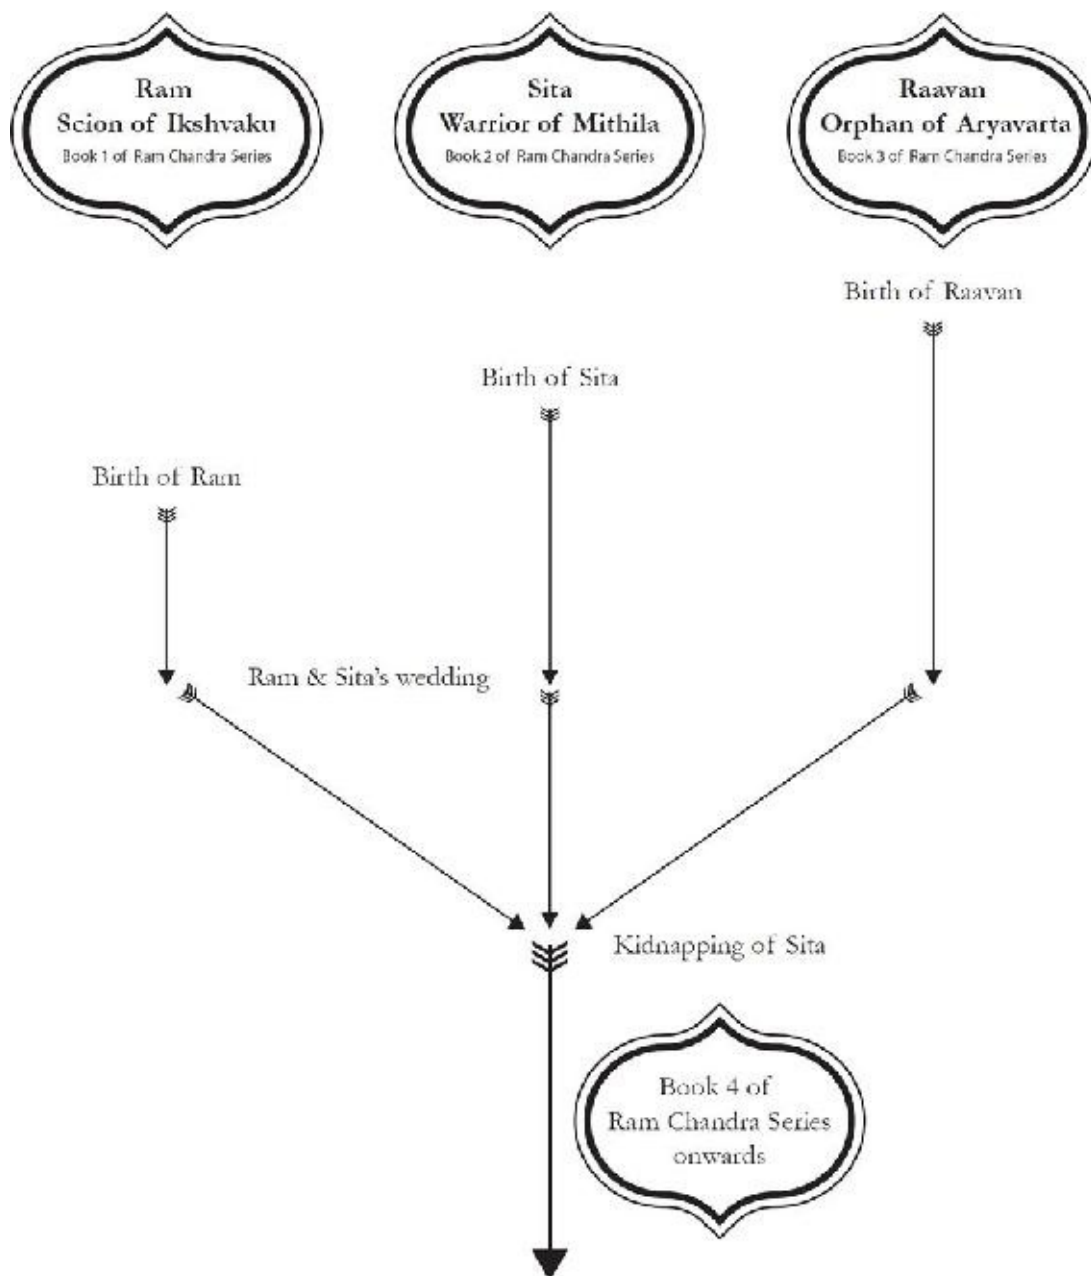 Ram
Scion of Ikshvaku
Book 1 of Ram Chandra Series
Sita
Warrior of Mithila
Book 2 of Ram Chandra Series
Raavan
Orphan of Aryavarta
Book 3 of Ram Chandra Series
Birth of Raavan
Birth of Sita
Birth of Ram
Ram & Sita's wedding
Kidnapping of Sita
Book 4 of
Ram Chandra Series
onwards